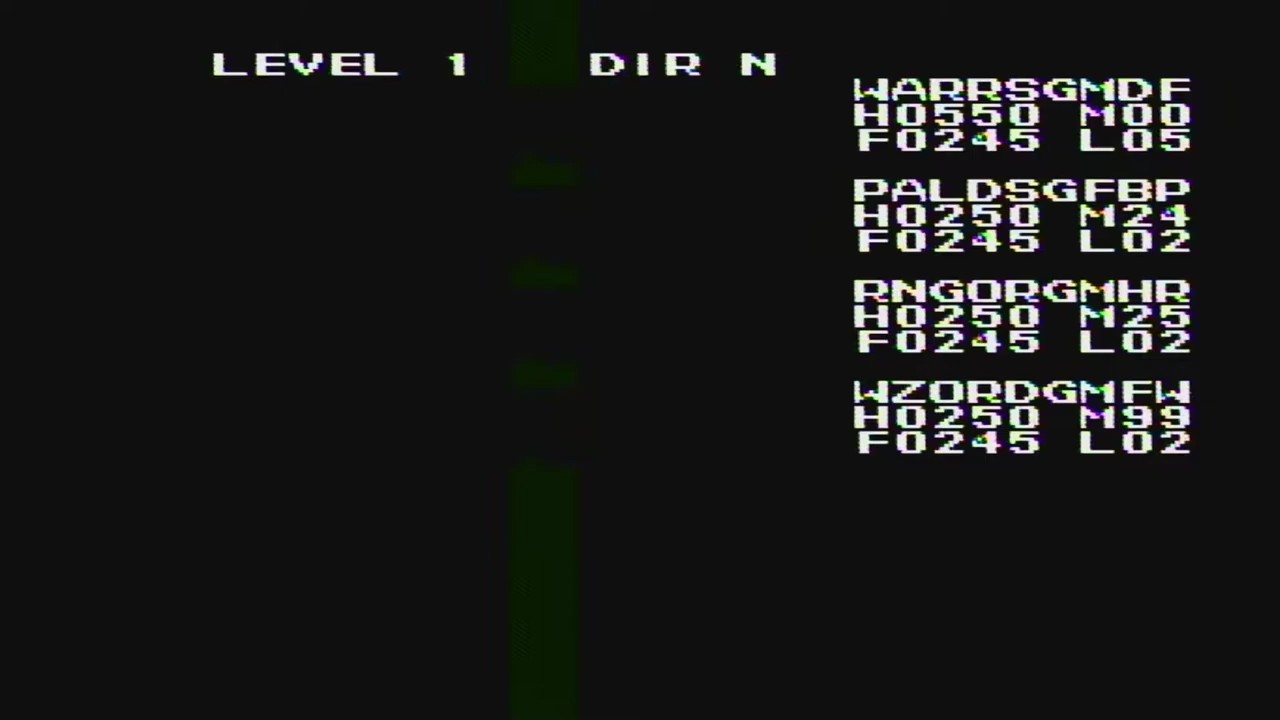 LEVEL 1 DIR N
WARRSGMDF
H0550 M00
F0245 L05
PALDSGFBP
H0250 M24
F0245 L02
RNGORGMHR
H0250 M25
F0245 L02
WZORDGMFW
H0250 M99
F0245 L02